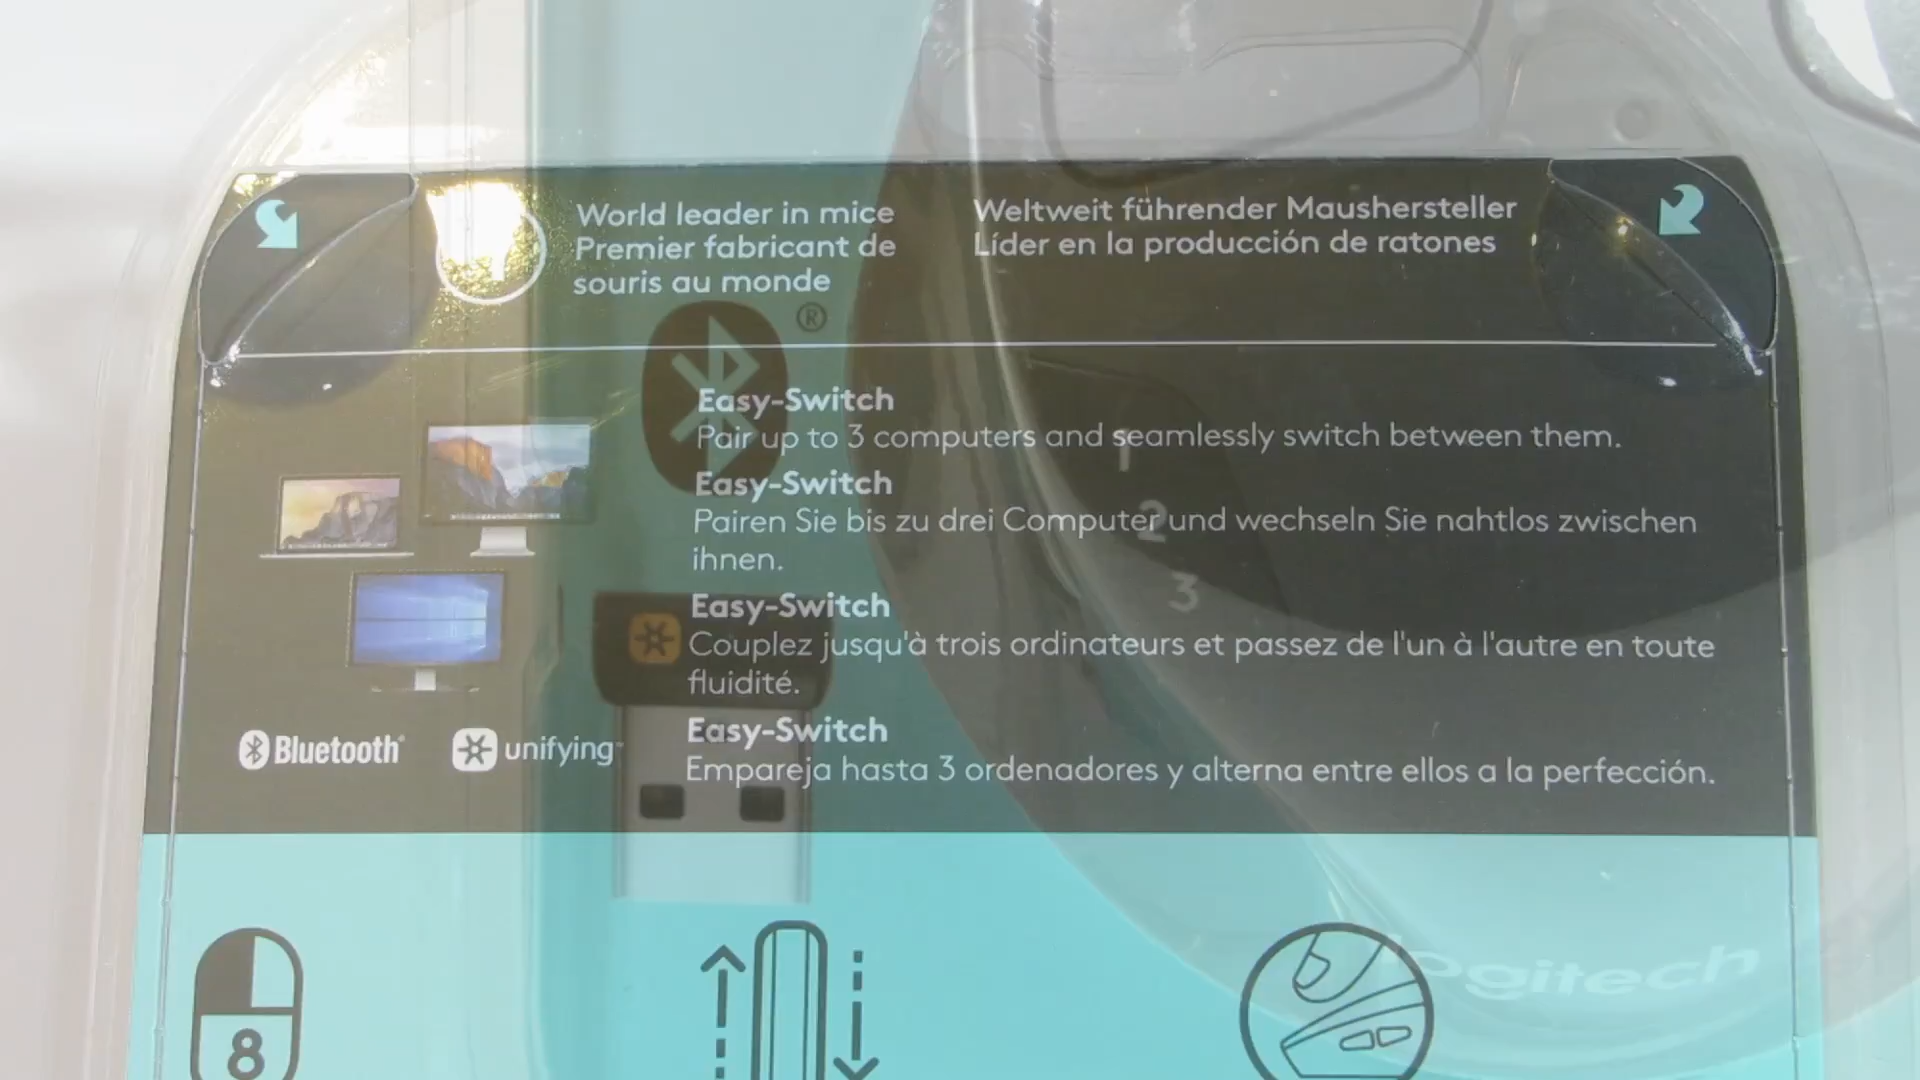 World leader in mice
Premier fabricant de
souris au monde
Weltweit führender Maushersteller
Líder en la producción de ratones
®
Easy-Switch
Pair up to 3 computers and seamlessly switch between them.
Easy-Switch
Pairen Sie bis zu drei Computer und wechseln Sie nahtlos zwischen
ihnen.
Easy-Switch
Couplez jusqu'à trois ordinateurs et passez de l'un à l'autre en toute
fluidité.
Easy-Switch
Empareja hasta 3 ordenadores y alterna entre ellos a la perfección.
1
2
3
Bluetooth®
unifying™
logitech
8